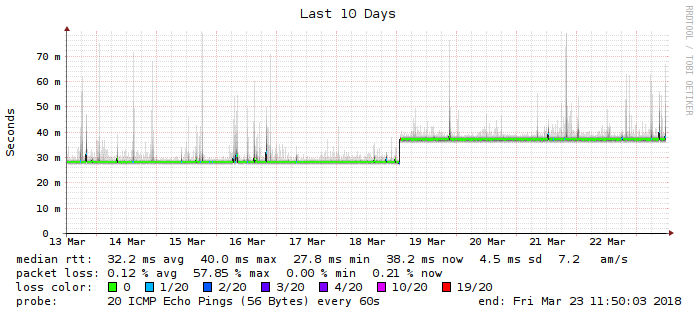 Last 10 Days
RRDTOOL / TOBI OETIKER
Seconds
70 m
60 m
50 m
40 m
30 m
20 m
10 m
0
13 Mar 14 Mar 15 Mar 16 Mar 17 Mar 18 Mar 19 Mar 20 Mar 21 Mar 22 Mar
median rtt: 32.2 ms avg 40.0 ms max 27.8 ms min 38.2 ms now 4.5 ms sd 7.2 am/s
packet loss: 0.12 % avg 57.85 % max 0.00 % min 0.21 % now
loss color: 0 1/20 2/20 3/20 4/20 10/20 19/20
probe: 20 ICMP Echo Pings (56 Bytes) every 60s end: Fri Mar 23 11:50:03 2018